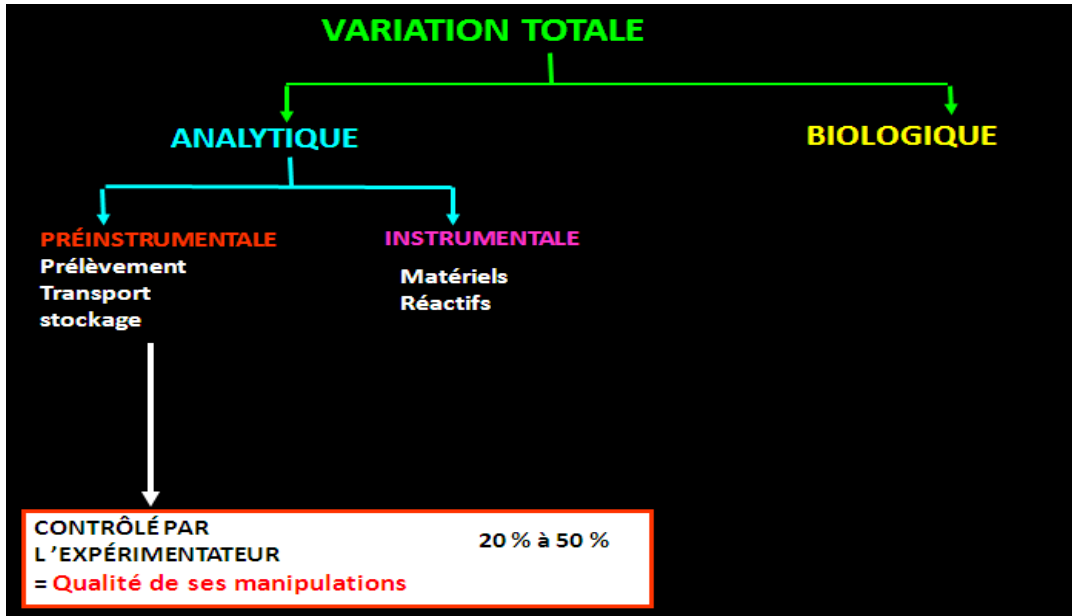 VARIATION TOTALE
ANALYTIQUE
BIOLOGIQUE
PRÉINSTRUMENTALE
Prélèvement
Transport
stockage
INSTRUMENTALE
Matériels
Réactifs
CONTRÔLÉ PAR
L ’EXPÉRIMENTATEUR
= Qualité de ses manipulations
20 % à 50 %